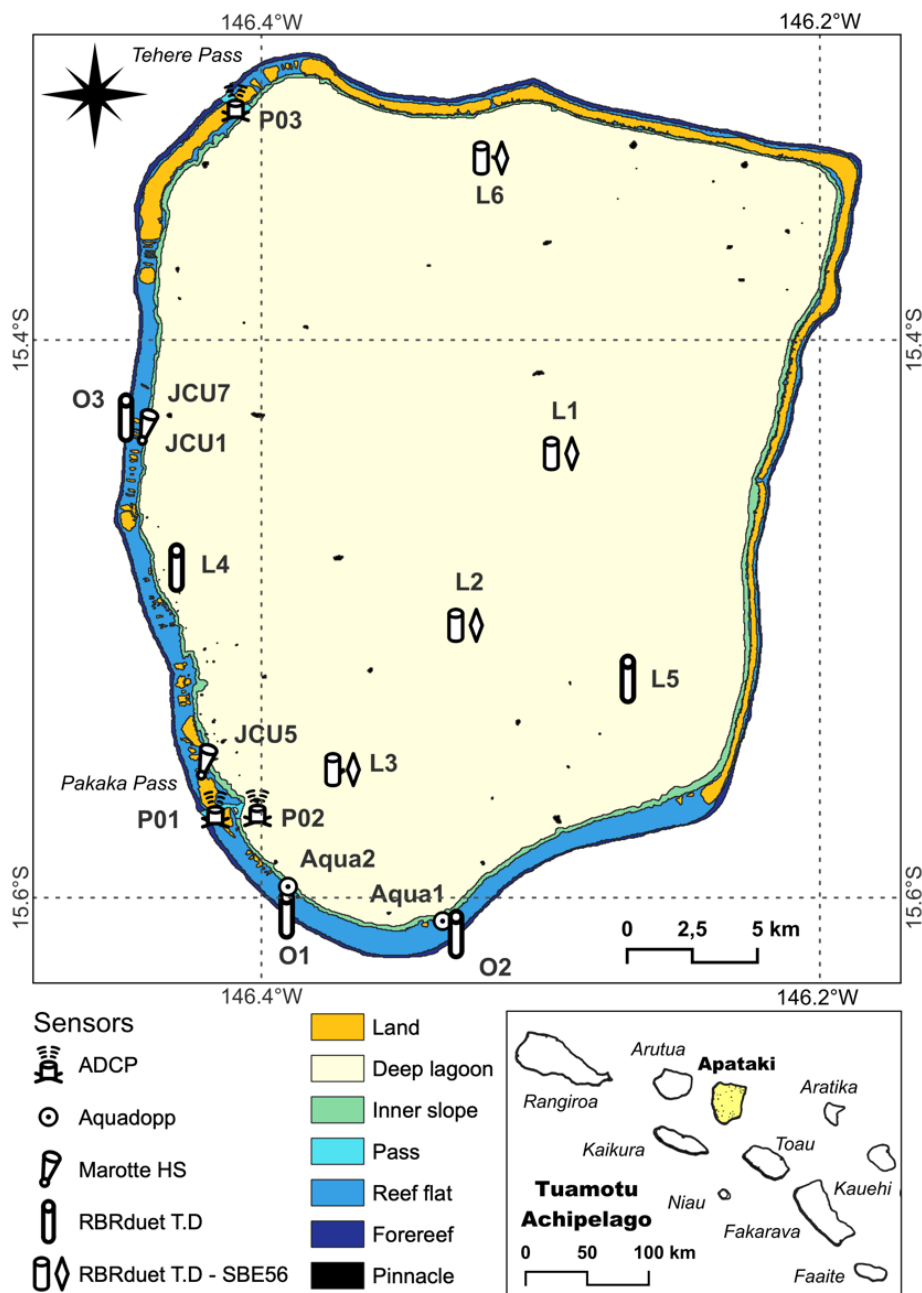 146.4°W
146.2°W
Tehere Pass
P03
L6
15.4°S
15.4°S
O3
JCU7
JCU1
L1
L4
L2
L5
JCU5
L3
Pakaka Pass
P01
P02
Aqua2
Aqua1
15.6°S
15.6°S
0 2,5 5 km
O1
O2
146.4°W
146.2°W
Sensors
ADCP
Aquadopp
Marotte HS
RBRduet T.D
RBRduet T.D - SBE56
Land
Deep lagoon
Inner slope
Pass
Reef flat
Forereef
Pinnacle
Arutua
Apataki
Rangiroa
Aratika
Kaikura
Toau
Kauehi
Tuamotu
Achipelago
Niau
Fakarava
0 50 100 km
Faaite